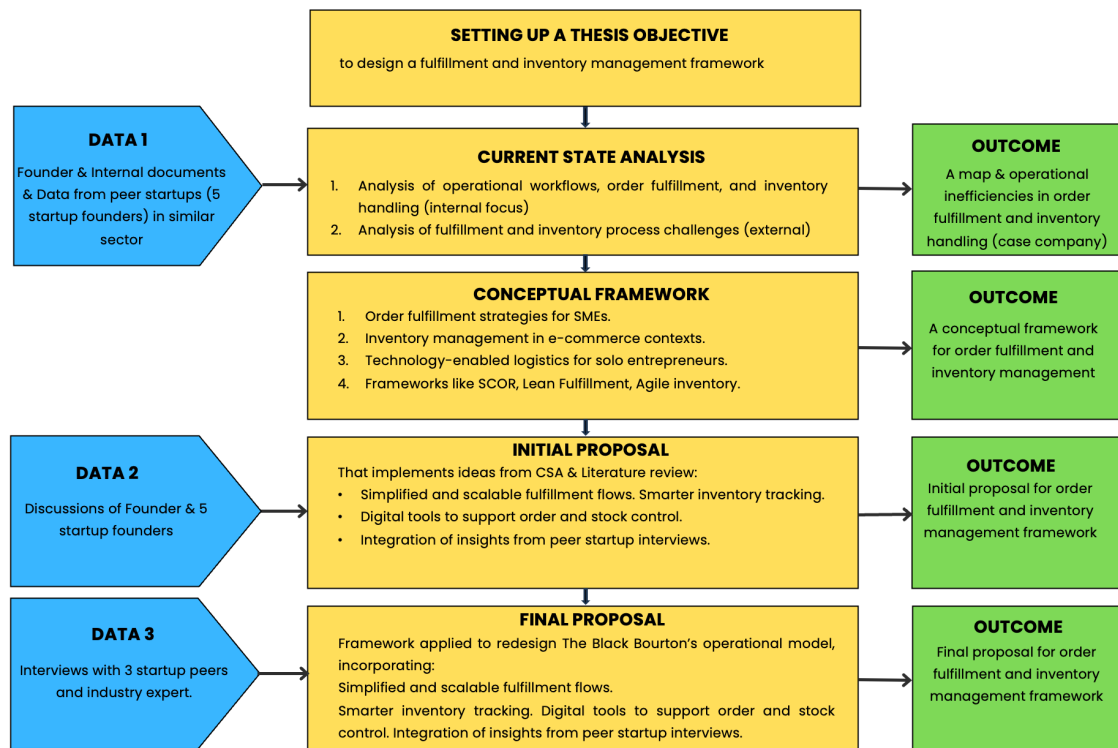 SETTING UP A THESIS OBJECTIVE
to design a fulfillment and inventory management framework
DATA 1
Founder & Internal documents
& Data from peer startups (5
startup founders) in similar
sector
CURRENT STATE ANALYSIS
1. Analysis of operational workflows, order fulfillment, and inventory
handling (internal focus)
2. Analysis of fulfillment and inventory process challenges (external)
OUTCOME
A map & operational
inefficiencies in order
fulfillment and inventory
handling (case company)
CONCEPTUAL FRAMEWORK
1. Order fulfillment strategies for SMEs.
2. Inventory management in e-commerce contexts.
3. Technology-enabled logistics for solo entrepreneurs.
4. Frameworks like SCOR, Lean Fulfillment, Agile inventory.
OUTCOME
A conceptual framework
for order fulfillment and
inventory management
DATA 2
Discussions of Founder & 5
startup founders
INITIAL PROPOSAL
That implements ideas from CSA & Literature review:
• Simplified and scalable fulfillment flows. Smarter inventory tracking.
• Digital tools to support order and stock control.
• Integration of insights from peer startup interviews.
OUTCOME
Initial proposal for order
fulfillment and inventory
management framework
DATA 3
Interviews with 3 startup peers
and industry expert.
FINAL PROPOSAL
Framework applied to redesign The Black Bourton’s operational model,
incorporating:
Simplified and scalable fulfillment flows.
Smarter inventory tracking. Digital tools to support order and stock
control. Integration of insights from peer startup interviews.
OUTCOME
Final proposal for order
fulfillment and inventory
management framework